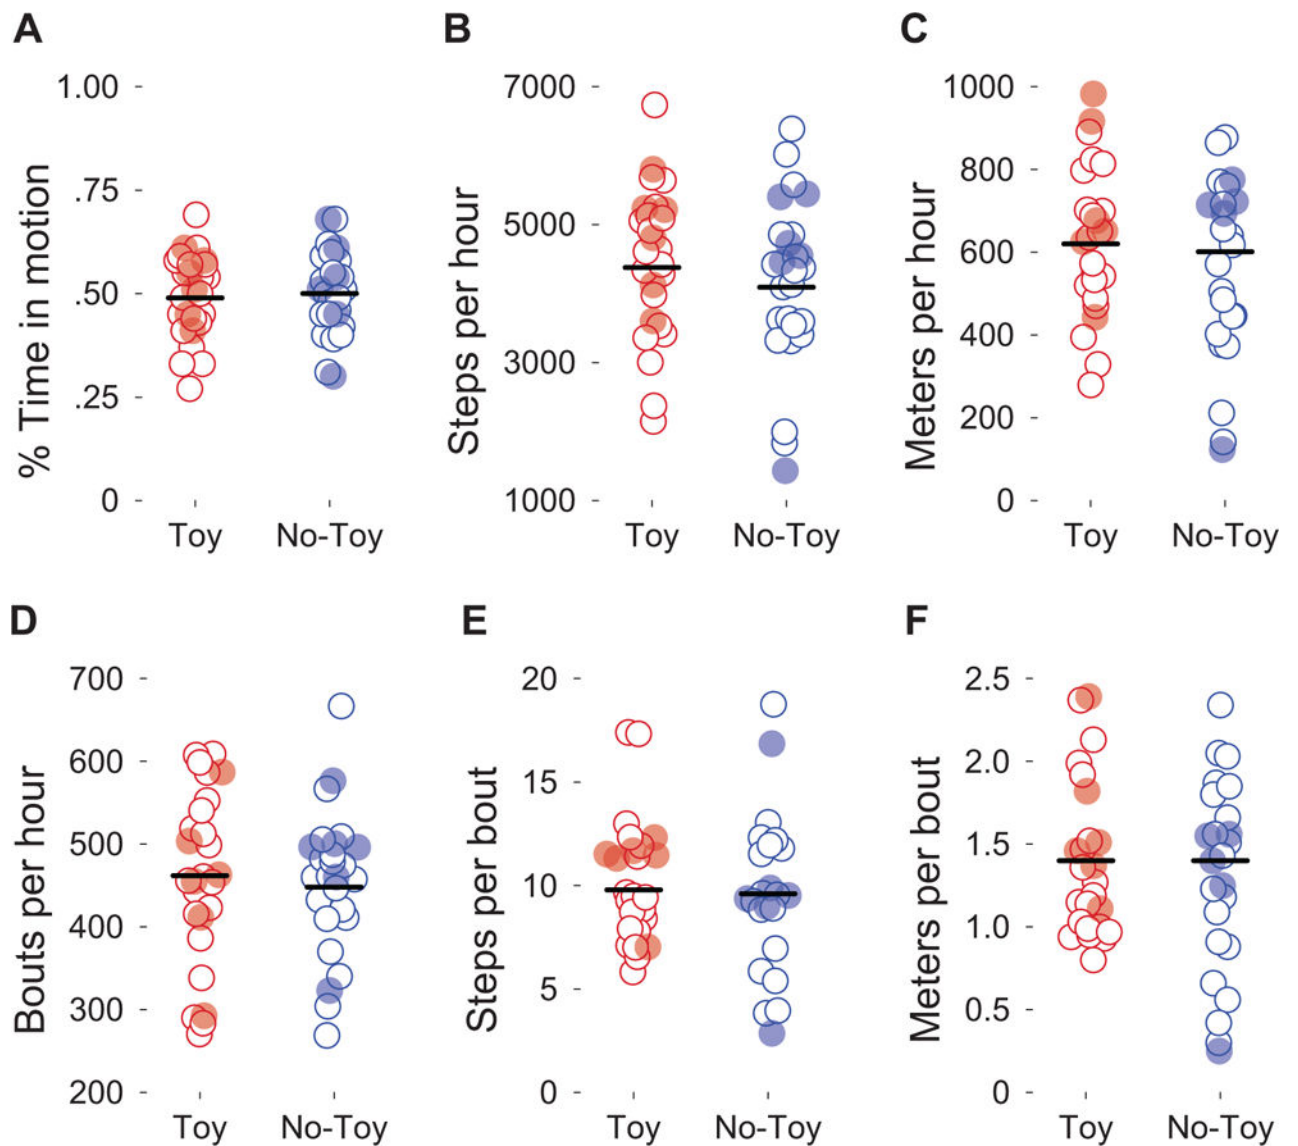 A
% Time in motion
1.00
.75
.50
.25
0
Toy No-Toy
B
Steps per hour
7000
5000
3000
1000
Toy No-Toy
C
Meters per hour
1000
800
600
400
200
0
Toy No-Toy
D
Bouts per hour
700
600
500
400
300
200
Toy No-Toy
E
Steps per bout
20
15
10
5
0
Toy No-Toy
F
Meters per bout
2.5
2.0
1.5
1.0
0.5
0
Toy No-Toy